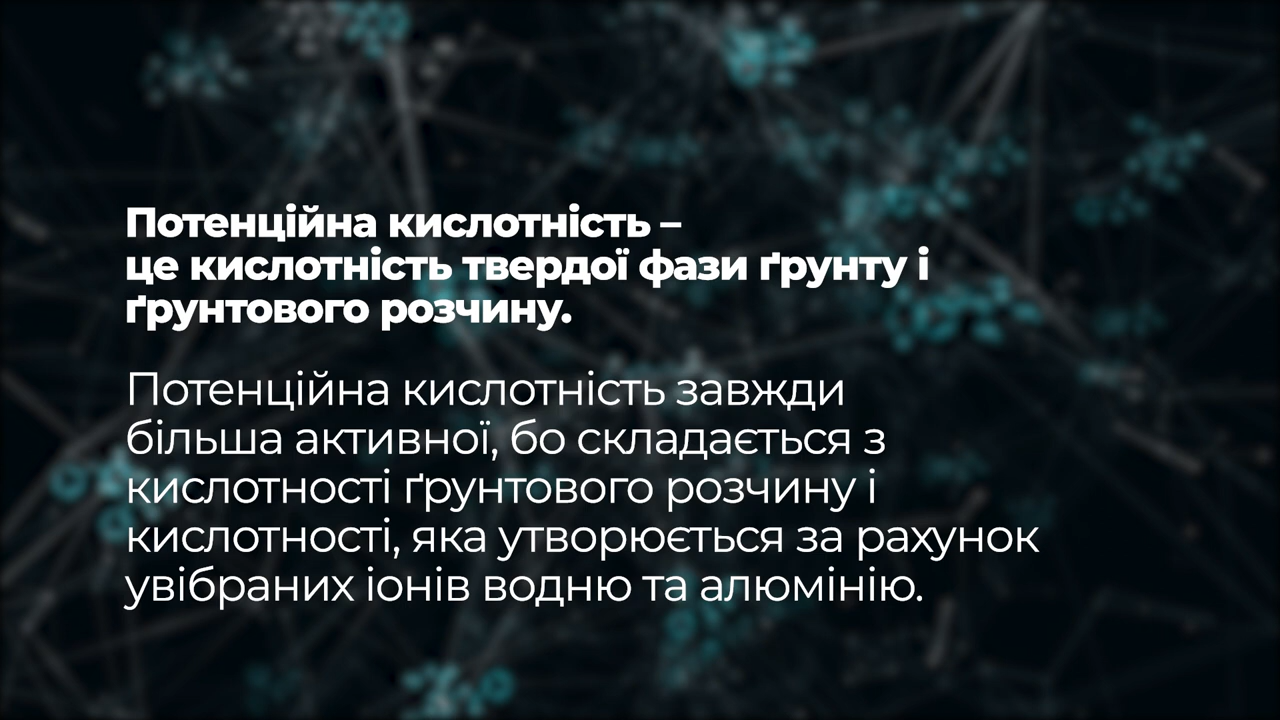 Потенційна кислотність –
це кислотність твердої фази ґрунту і
ґрунтового розчину.
Потенційна кислотність завжди
більша активної, бо складається з
кислотності ґрунтового розчину і
кислотності, яка утворюється за рахунок
увібраних іонів водню та алюмінію.